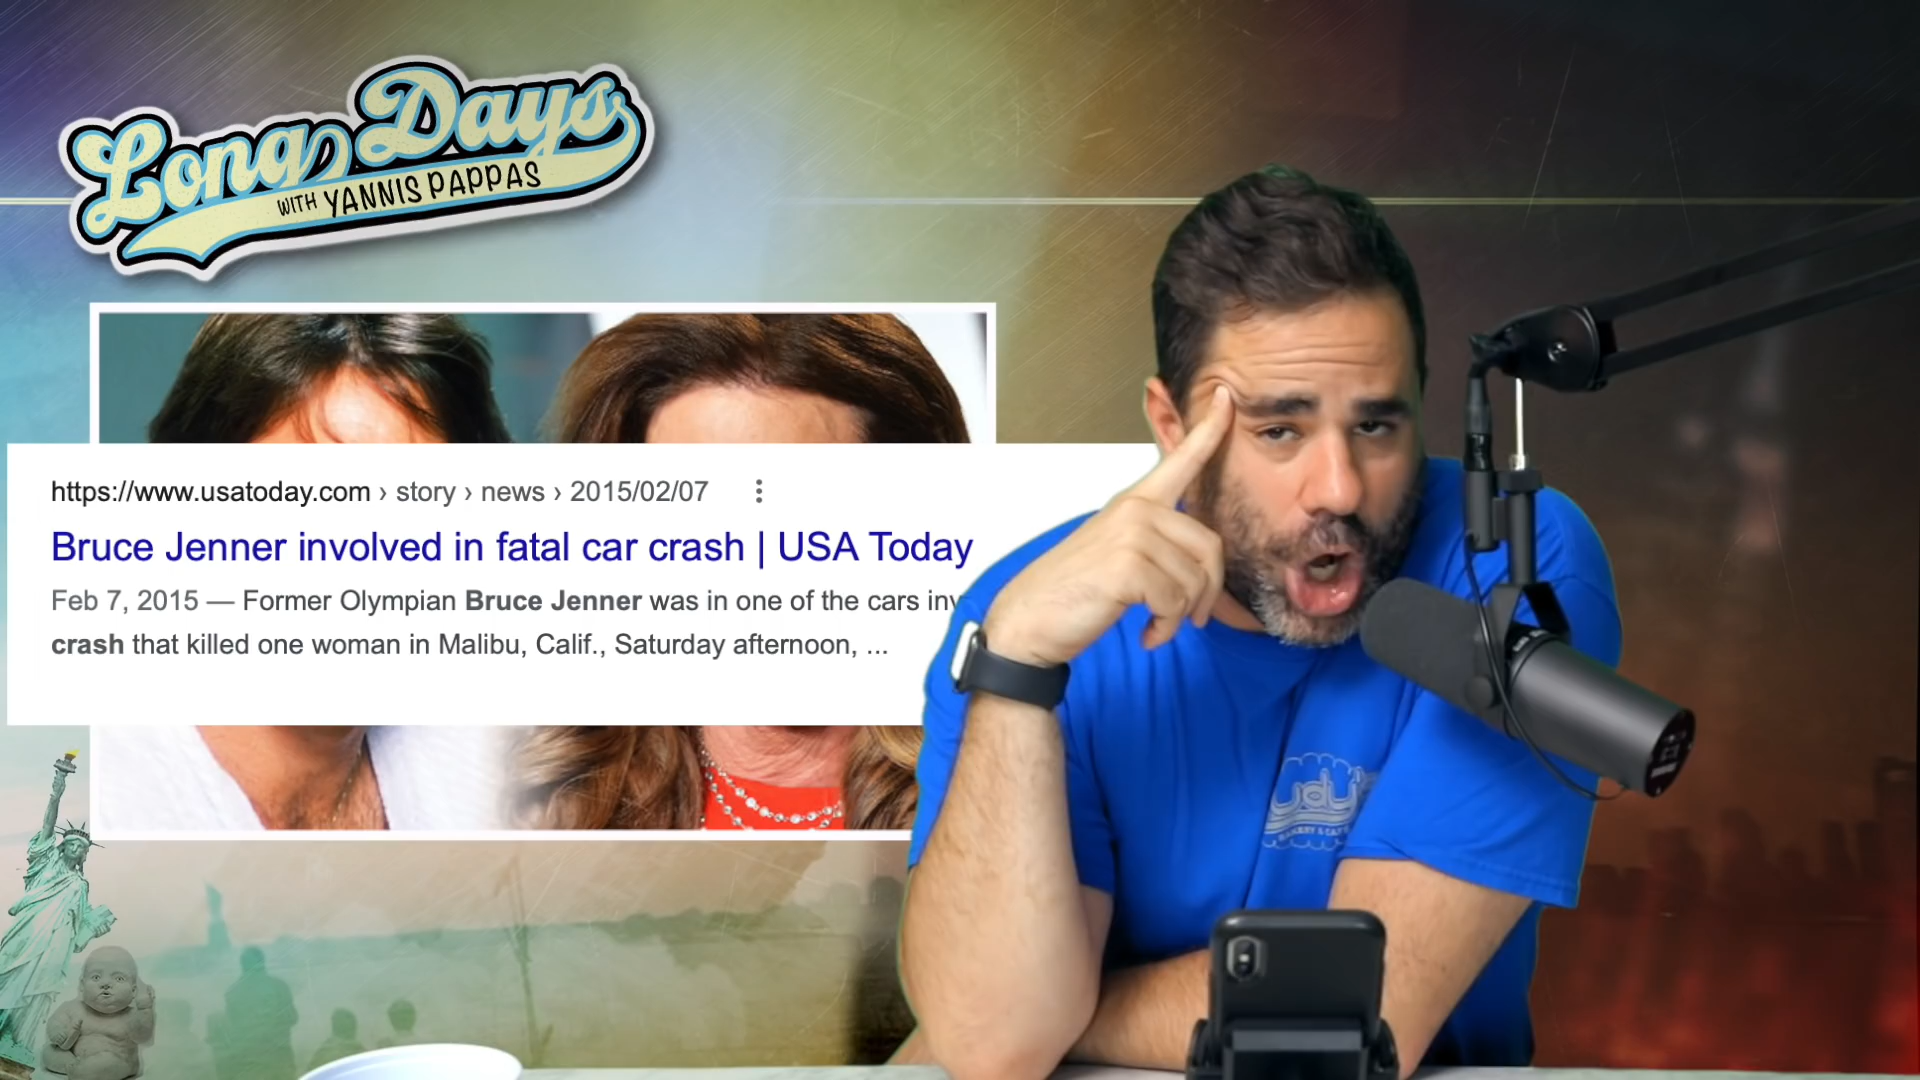 Long Days
WITH YANNIS PAPPAS
https://www.usatoday.com › story › news › 2015/02/07
Bruce Jenner involved in fatal car crash | USA Today
Feb 7, 2015 — Former Olympian Bruce Jenner was in one of the cars
crash that killed one woman in Malibu, Calif., Saturday afternoon, ...